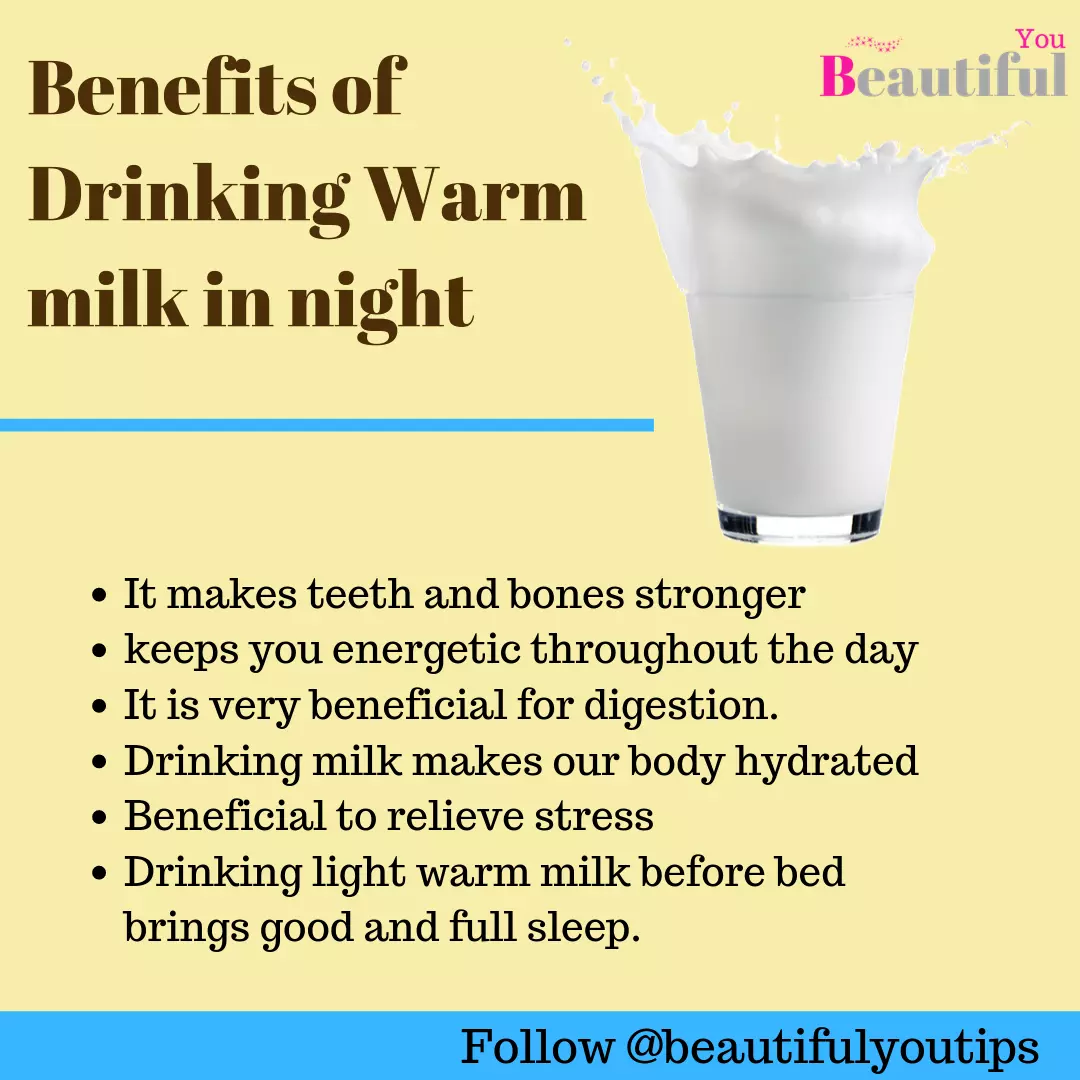 You
Beautiful
Benefits of
Drinking Warm
milk in night
• It makes teeth and bones stronger
• keeps you energetic throughout the day
• It is very beneficial for digestion.
• Drinking milk makes our body hydrated
• Beneficial to relieve stress
• Drinking light warm milk before bed
brings good and full sleep.
Follow @beautifulyoutips